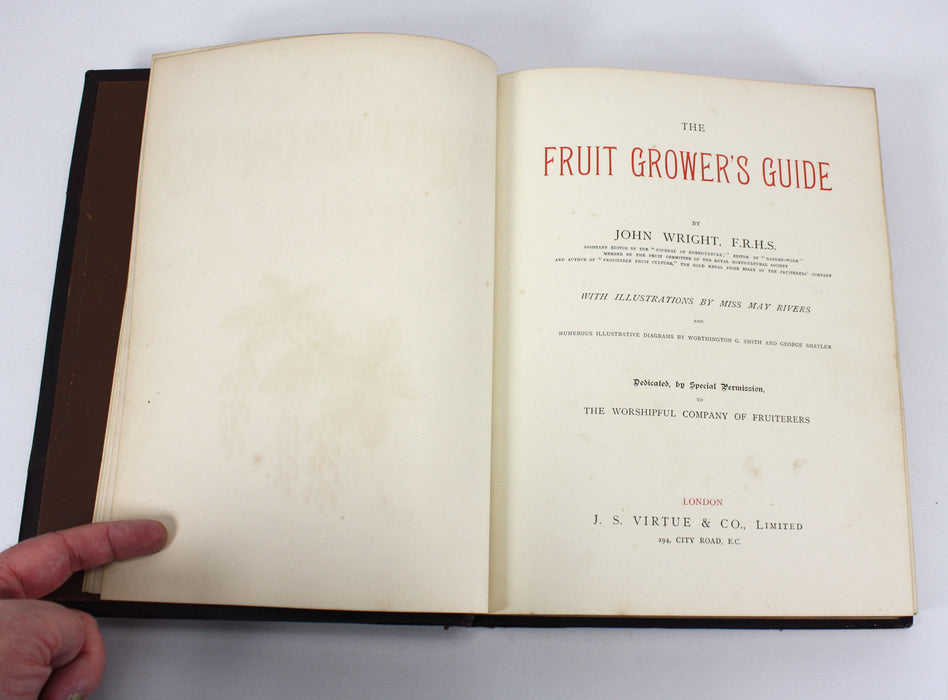 THE
FRUIT GROWER'S GUIDE
BY
JOHN WRIGHT, F.R.H.S.
ASSISTANT EDITOR OF THE "JOURNAL OF HORTICULTURE;" EDITOR OF "GARDEN-WORK"
MEMBER OF THE FRUIT COMMITTEE OF THE ROYAL HORTICULTURAL SOCIETY
AND AUTHOR OF "PROFITABLE FRUIT CULTURE," THE GOLD MEDAL PRIZE ESSAY OF THE FRUITERERS' COMPANY
WITH ILLUSTRATIONS BY MISS MAY RIVERS
AND
NUMEROUS ILLUSTRATIVE DIAGRAMS BY WORTHINGTON G. SMITH AND GEORGE SHAYLER
Dedicated, by Special Permission,
TO
THE WORSHIPFUL COMPANY OF FRUITERERS
LONDON
J. S. VIRTUE & CO., LIMITED
294, CITY ROAD, E.C.